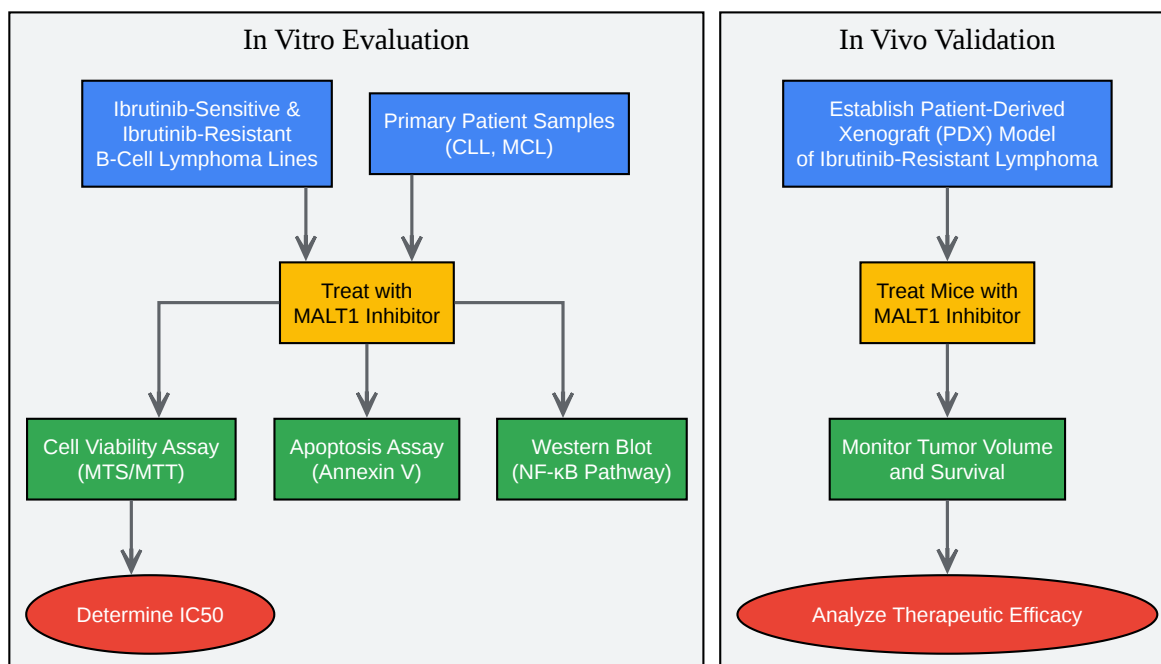 In Vitro Evaluation
Ibrutinib-Sensitive &
Ibrutinib-Resistant
B-Cell Lymphoma Lines
Primary Patient Samples
(CLL, MCL)
Treat with
MALT1 Inhibitor
Cell Viability Assay
(MTS/MTT)
Apoptosis Assay
(Annexin V)
Western Blot
(NF-κB Pathway)
Determine IC50
In Vivo Validation
Establish Patient-Derived
Xenograft (PDX) Model
of Ibrutinib-Resistant Lymphoma
Treat Mice with
MALT1 Inhibitor
Monitor Tumor Volume
and Survival
Analyze Therapeutic Efficacy